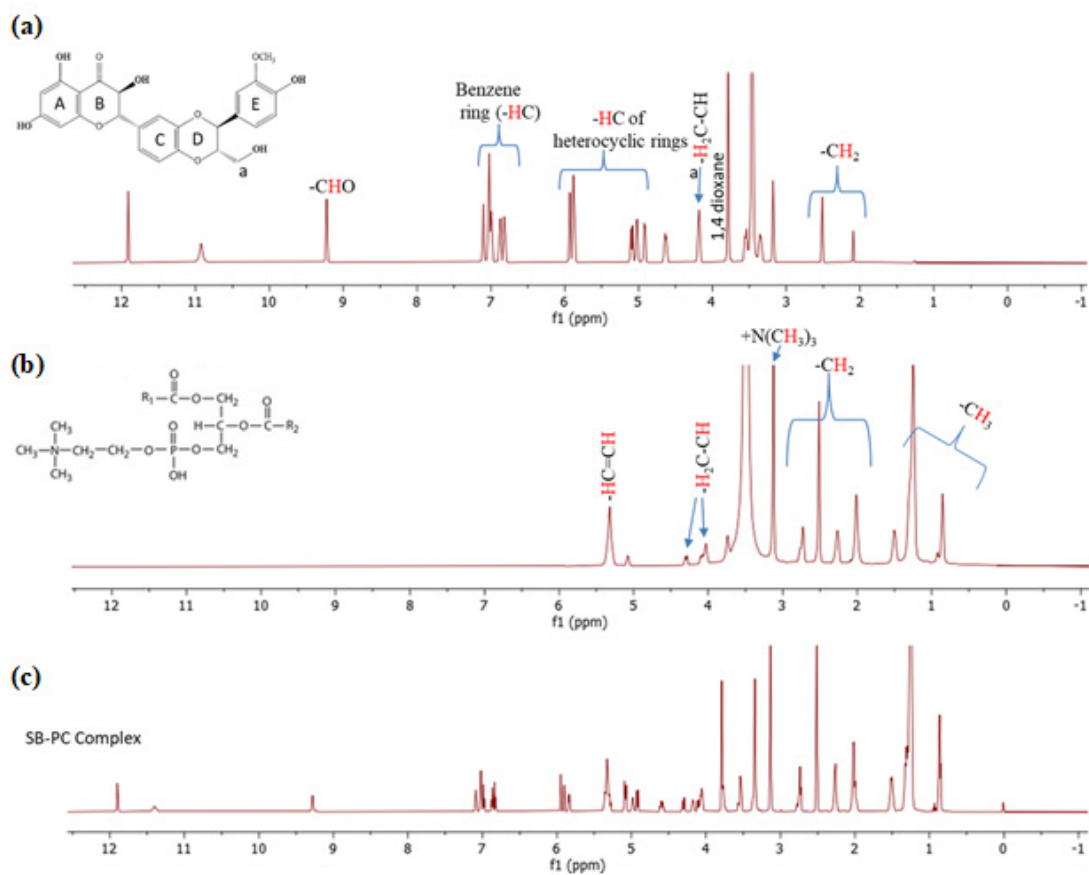 (a)
OH
O
OH
HO
A
B
C
D
E
O
O
OCH3
OH
OH
a
-CHO
Benzene
ring (-HC)
-HC of
heterocyclic rings
a -H2C-CH
1,4 dioxane
-CH2
12 11 10 9 8 7 6 5 4 3 2 1 0 -1
f1 (ppm)
(b)
O
R1-C-O-CH2
O
H-C-O-C-R2
CH3
CH3-N-CH2-CH2-O-P-O-CH2
CH3
O
OH
-HC=CH
-H2C-CH
+N(CH3)3
-CH2
-CH3
12 11 10 9 8 7 6 5 4 3 2 1 0 -1
f1 (ppm)
(c)
SB-PC Complex
12 11 10 9 8 7 6 5 4 3 2 1 0 -1
f1 (ppm)